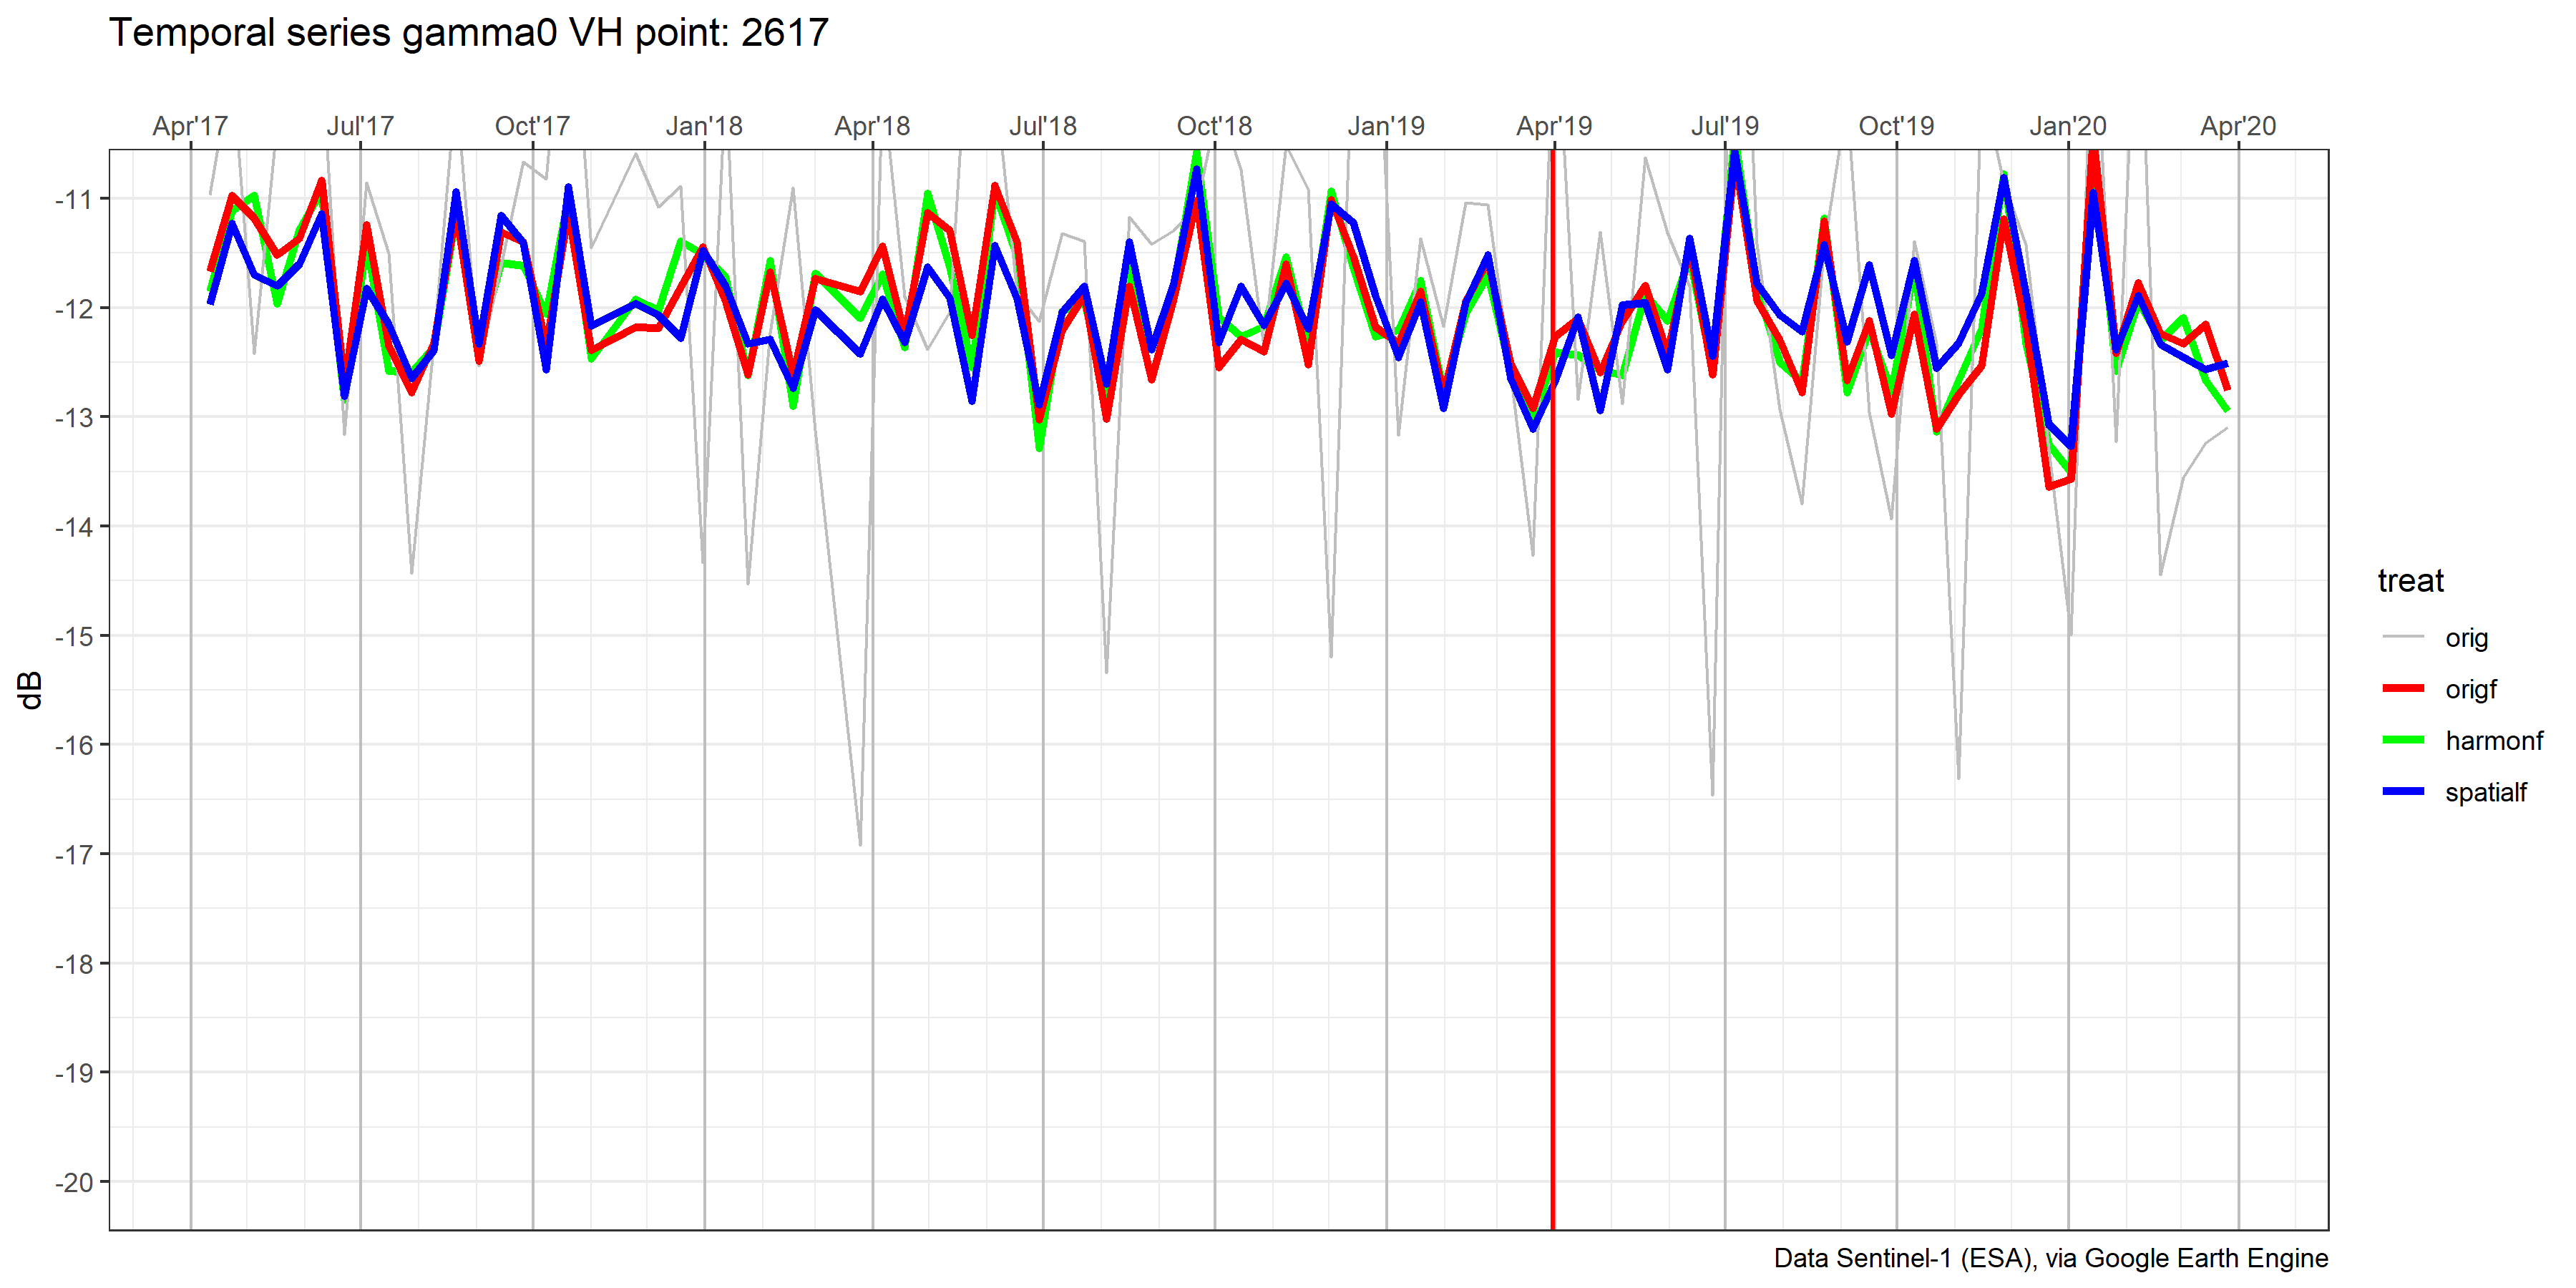 Temporal series gamma0 VH point: 2617
Apr'17 Jul'17 Oct'17 Jan'18 Apr'18 Jul'18 Oct'18 Jan'19 Apr'19 Jul'19 Oct'19 Jan'20 Apr'20
-11
-12
-13
-14
-15
-16
-17
-18
-19
-20
dB
treat
orig
origf
harmonf
spatialf
Data Sentinel-1 (ESA), via Google Earth Engine